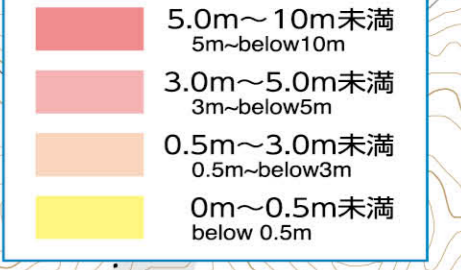 5.0m〜10m未満
5m~below10m
3.0m〜5.0m未満
3m~below5m
0.5m〜3.0m未満
0.5m~below3m
0m〜0.5m未満
below 0.5m